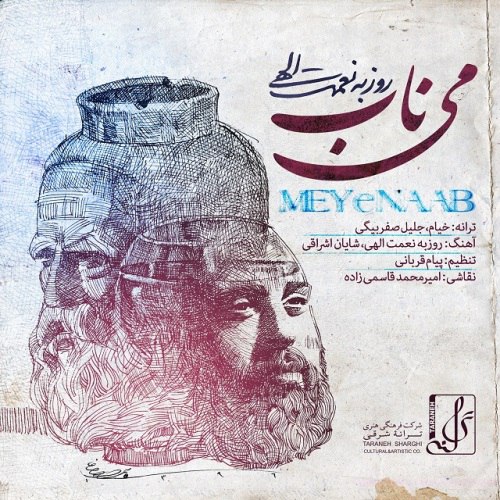 می ناب
روزبه نعمت الهی
MEY e NAAB
ترانه: خیام، جلیل صفربیگی
آهنگ: روزبه نعمت الهی، شایان اشراقی
تنظیم: پیام قربانی
نقاشی: امیرمحمد قاسمی زاده
شرکت فرهنگی هنری
ترانه شرقی
TARANEH SHARGHI
CULTURAL&ARTISTIC CO.
TARANEH
ترانه